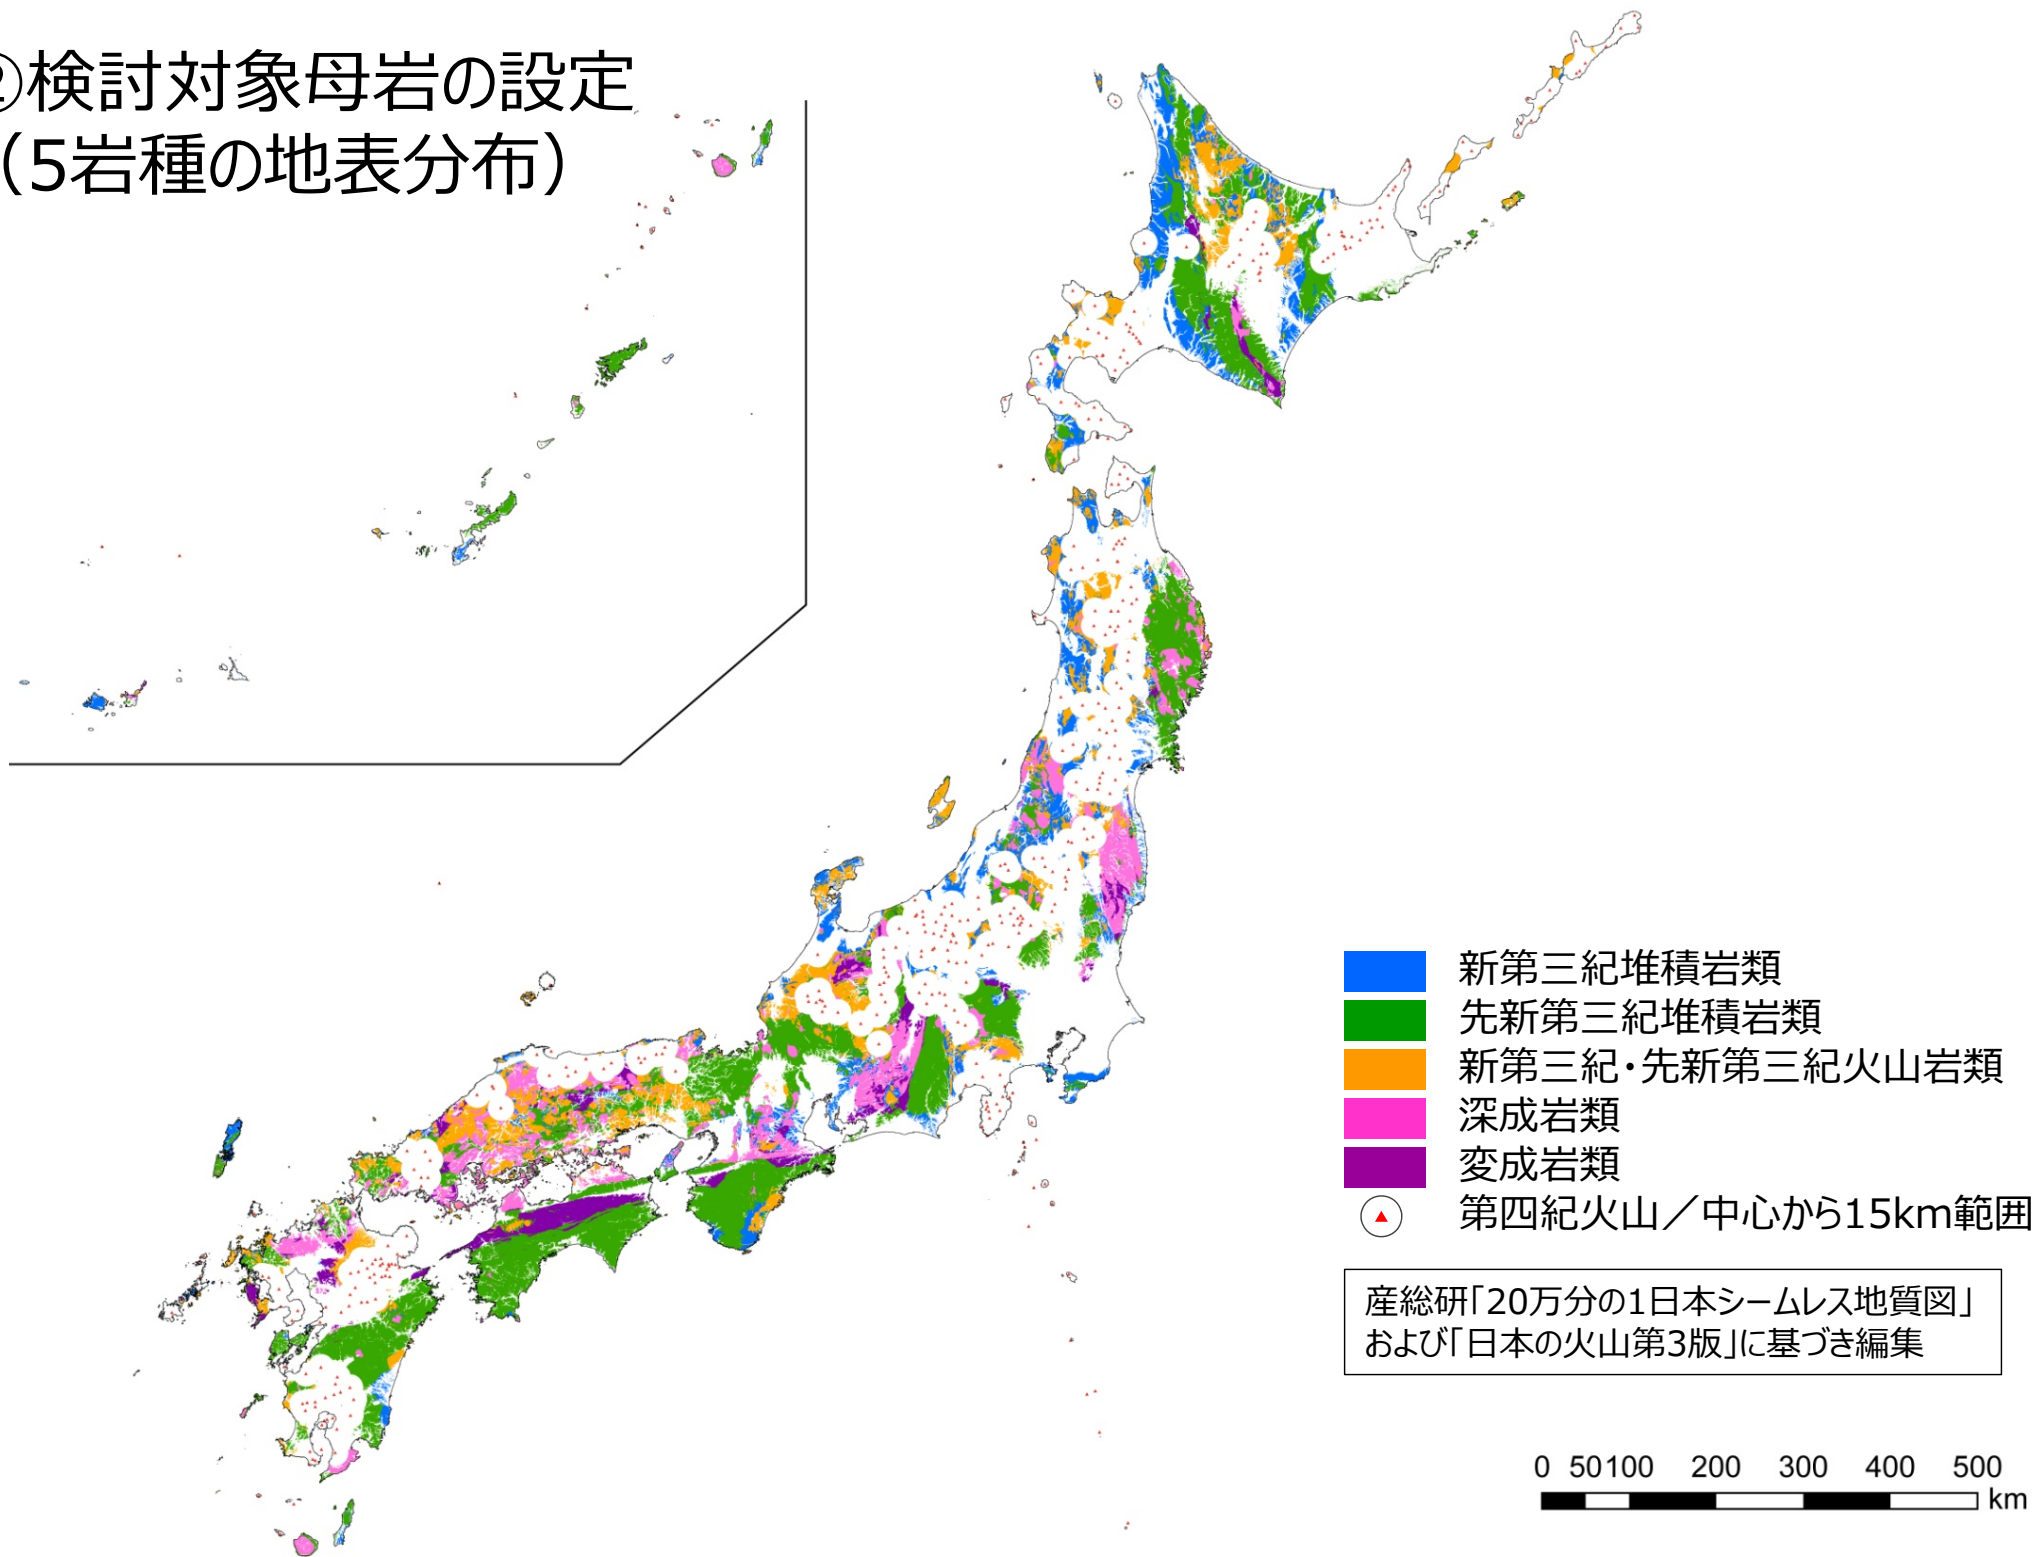 ②検討対象母岩の設定
（5岩種の地表分布）
新第三紀堆積岩類
先新第三紀堆積岩類
新第三紀・先新第三紀火山岩類
深成岩類
変成岩類
第四紀火山／中心から15km範囲
産総研「20万分の1日本シームレス地質図」
および「日本の火山第3版」に基づき編集
0 50 100 200 300 400 500
km